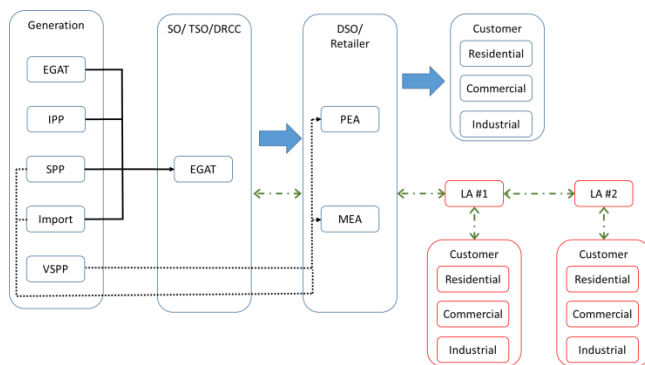 Generation
EGAT
IPP
SPP
Import
VSPP
SO/ TSO/DRCC
EGAT
DSO/
Retailer
PEA
MEA
Customer
Residential
Commercial
Industrial
LA #1
LA #2
Customer
Residential
Commercial
Industrial
Customer
Residential
Commercial
Industrial